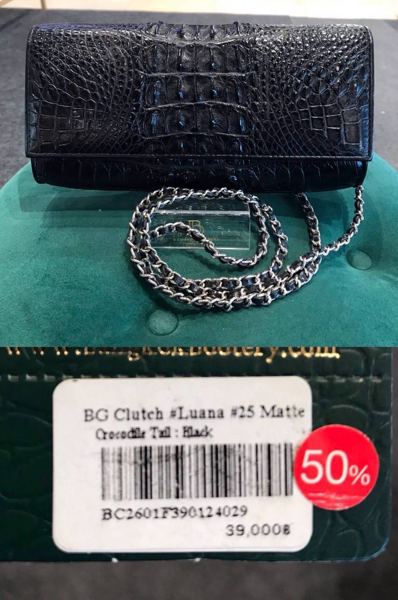 BG Clutch #Luana #25 Matte
Crocodile Tail : Black
50%
BC2601F390124029
39,000฿